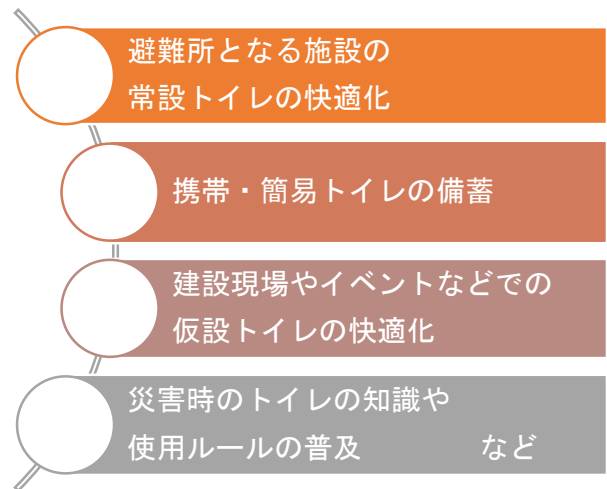 避難所となる施設の
常設トイレの快適化
携帯・簡易トイレの備蓄
建設現場やイベントなどでの
仮設トイレの快適化
災害時のトイレの知識や
使用ルールの普及　　　　など